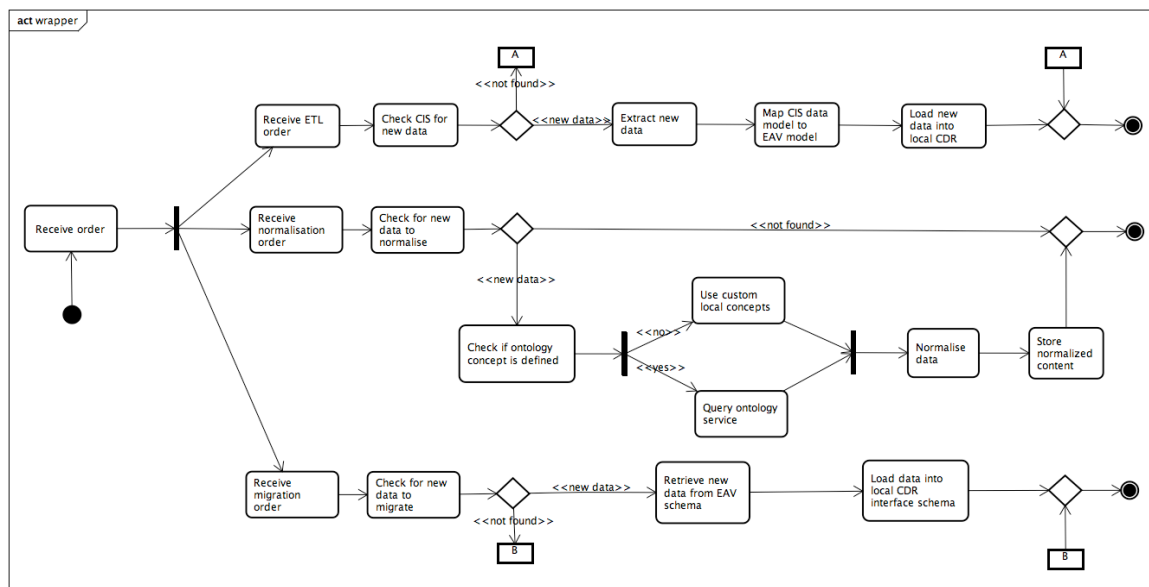 act wrapper
A
A
<<not found>>
Receive ETL
order
Check CIS for
new data
<<new data>>
Extract new
data
Map CIS data
model to
EAV model
Load new
data into
local CDR
Receive order
Receive
normalisation
order
Check for new
data to
normalise
<<not found>>
<<new data>>
Use custom
local concepts
<<no>>
Check if ontology
concept is defined
<<yes>>
Query ontology
service
Normalise
data
Store
normalized
content
Receive
migration
order
Check for new
data to
migrate
<<new data>>
Retrieve new
data from EAV
schema
Load data into
local CDR
interface schema
<<not found>>
B
B